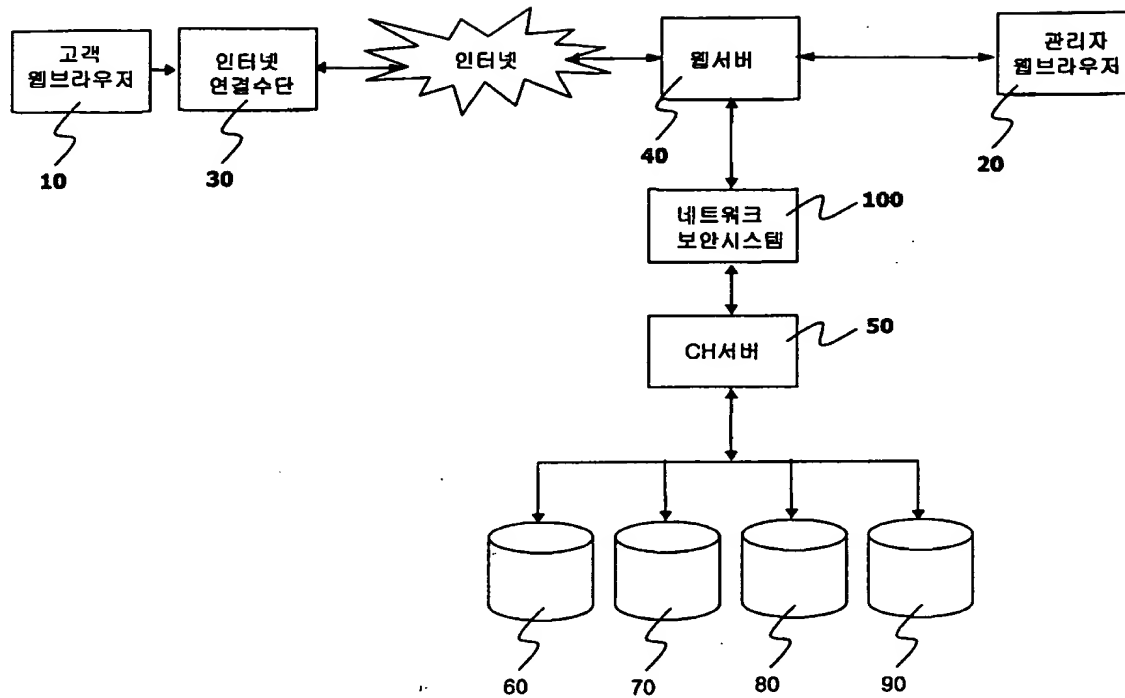 고객
웹브라우저
인터넷
연결수단
인터넷
웹서버
관리자
웹브라우저
10
30
40
20
네트워크
보안시스템
100
CH서버
50
60
70
80
90